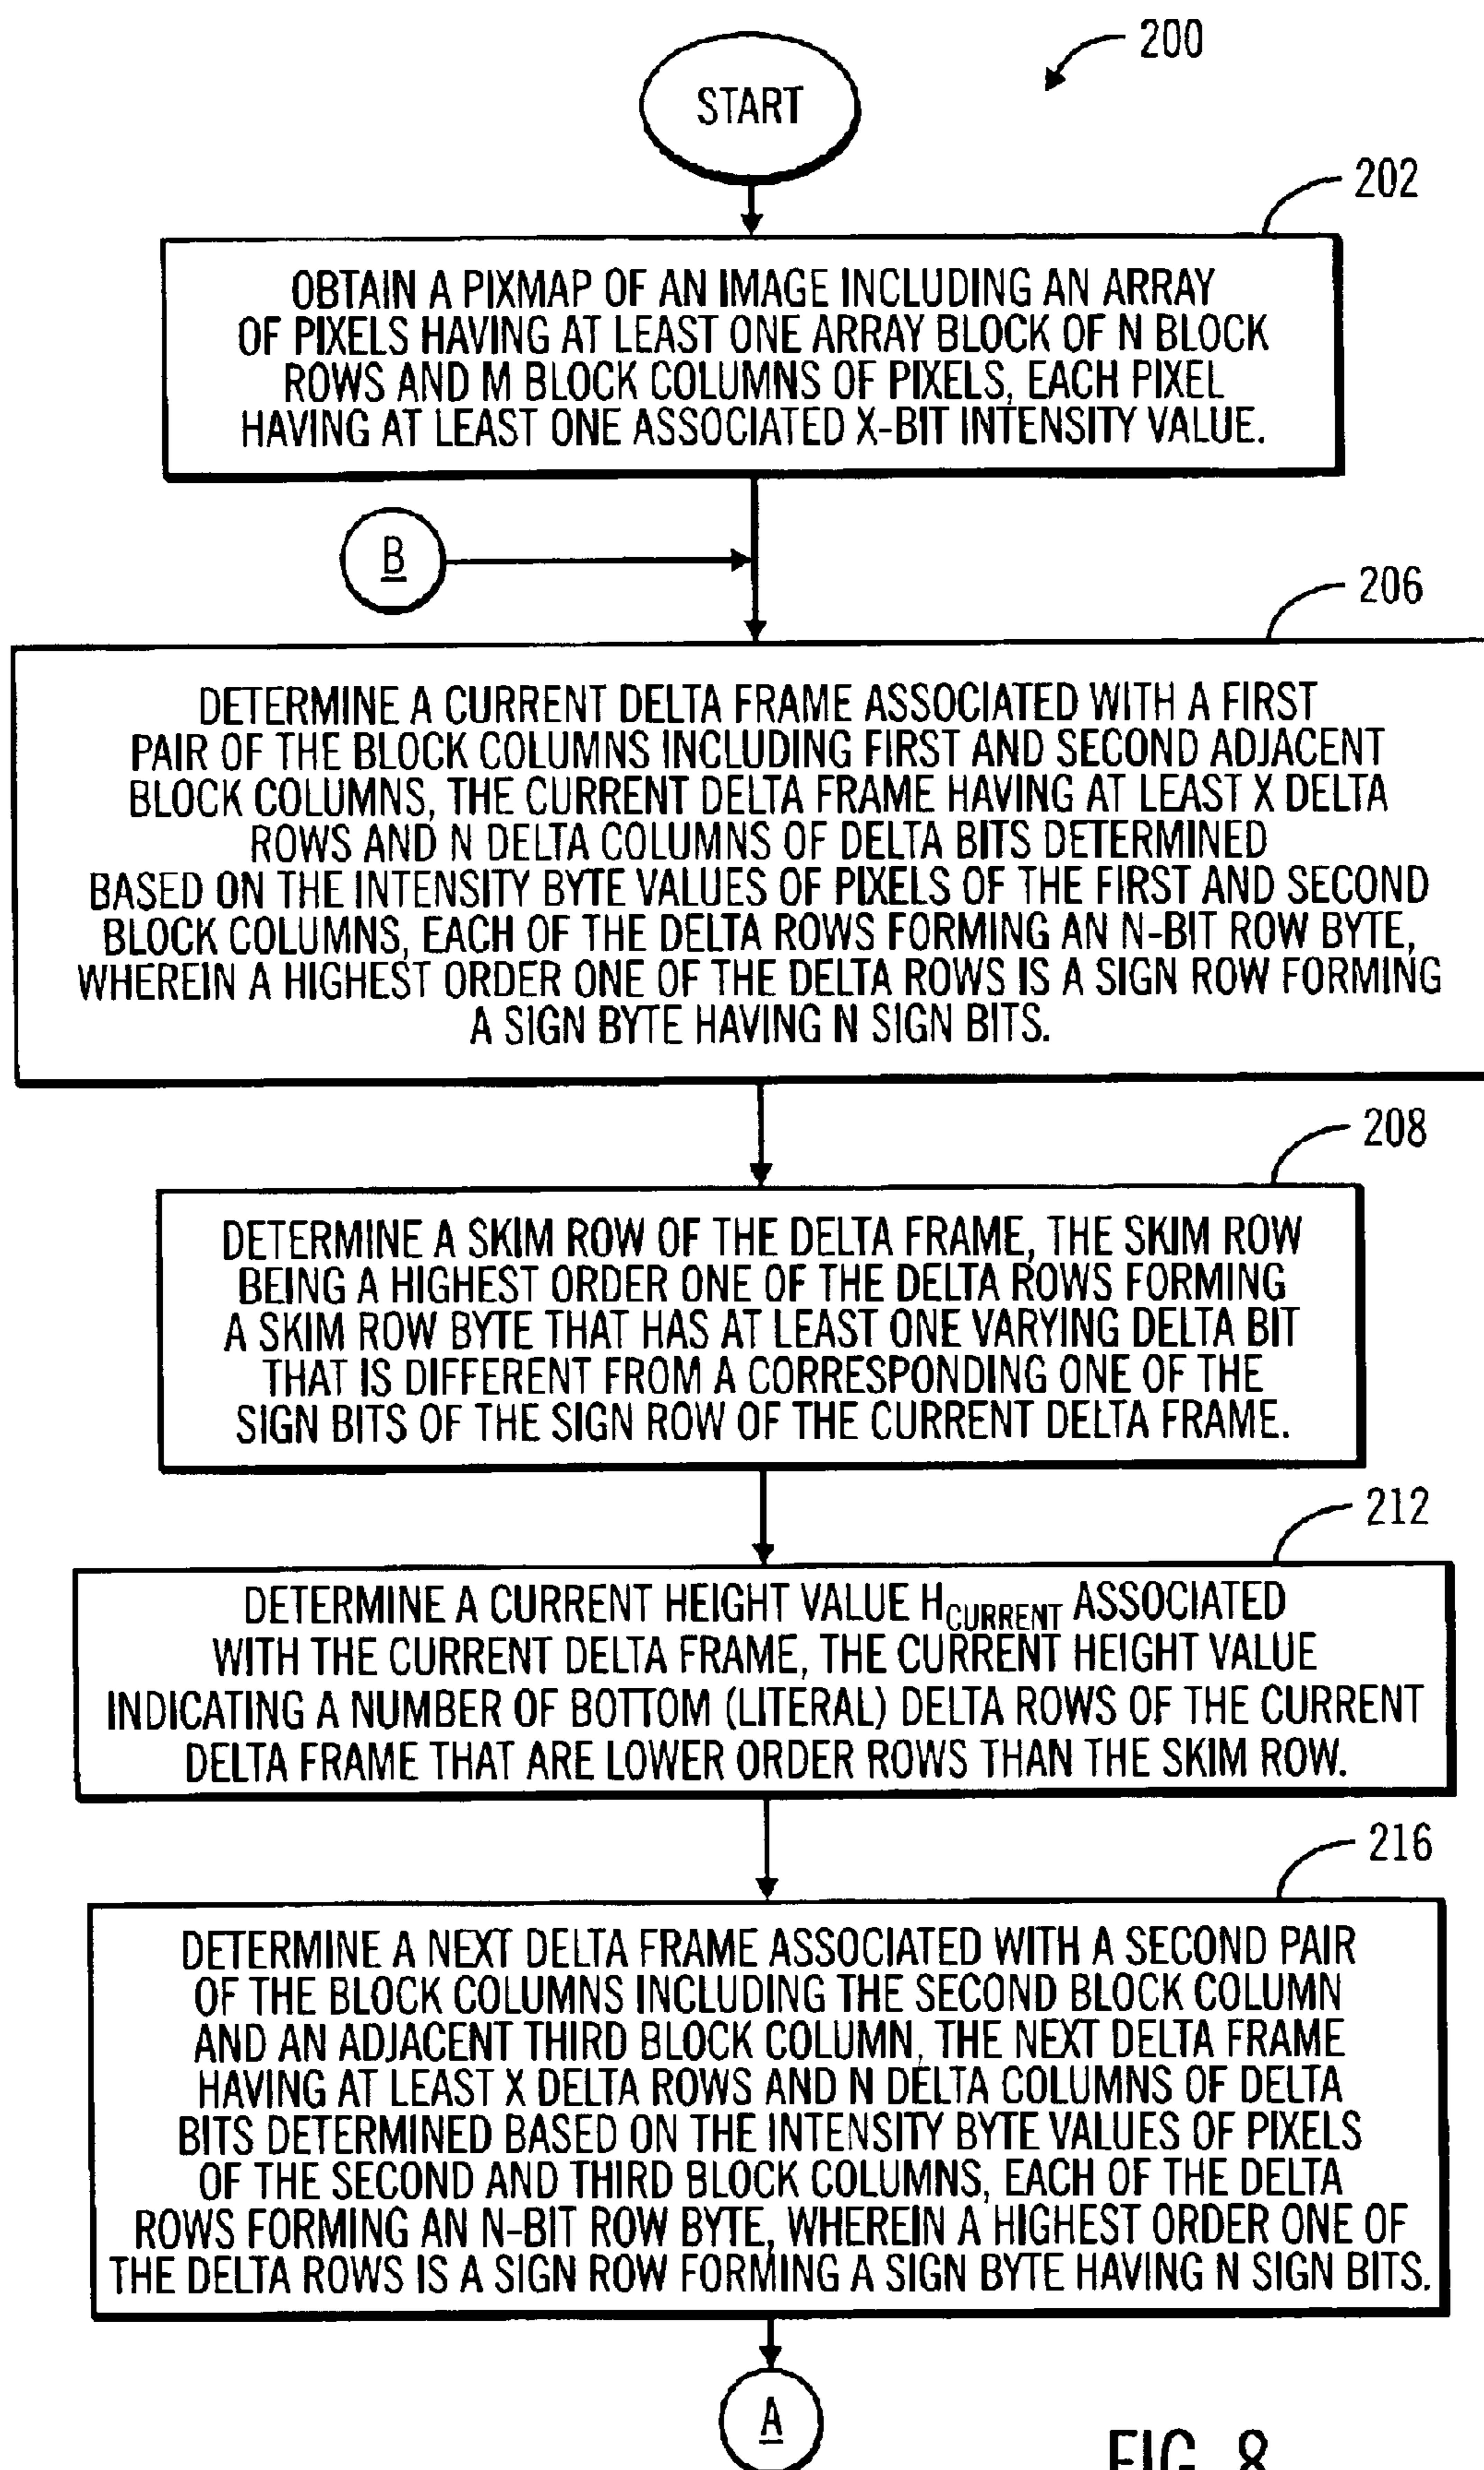 200
START
202
OBTAIN A PIXMAP OF AN IMAGE INCLUDING AN ARRAY
OF PIXELS HAVING AT LEAST ONE ARRAY BLOCK OF N BLOCK
ROWS AND M BLOCK COLUMNS OF PIXELS, EACH PIXEL
HAVING AT LEAST ONE ASSOCIATED X-BIT INTENSITY VALUE.
B
206
DETERMINE A CURRENT DELTA FRAME ASSOCIATED WITH A FIRST
PAIR OF THE BLOCK COLUMNS INCLUDING FIRST AND SECOND ADJACENT
BLOCK COLUMNS, THE CURRENT DELTA FRAME HAVING AT LEAST X DELTA
ROWS AND N DELTA COLUMNS OF DELTA BITS DETERMINED
BASED ON THE INTENSITY BYTE VALUES OF PIXELS OF THE FIRST AND SECOND
BLOCK COLUMNS, EACH OF THE DELTA ROWS FORMING AN N-BIT ROW BYTE,
WHEREIN A HIGHEST ORDER ONE OF THE DELTA ROWS IS A SIGN ROW FORMING
A SIGN BYTE HAVING N SIGN BITS.
208
DETERMINE A SKIM ROW OF THE DELTA FRAME, THE SKIM ROW
BEING A HIGHEST ORDER ONE OF THE DELTA ROWS FORMING
A SKIM ROW BYTE THAT HAS AT LEAST ONE VARYING DELTA BIT
THAT IS DIFFERENT FROM A CORRESPONDING ONE OF THE
SIGN BITS OF THE SIGN ROW OF THE CURRENT DELTA FRAME.
212
DETERMINE A CURRENT HEIGHT VALUE HCURRENT ASSOCIATED
WITH THE CURRENT DELTA FRAME, THE CURRENT HEIGHT VALUE
INDICATING A NUMBER OF BOTTOM (LITERAL) DELTA ROWS OF THE CURRENT
DELTA FRAME THAT ARE LOWER ORDER ROWS THAN THE SKIM ROW.
216
DETERMINE A NEXT DELTA FRAME ASSOCIATED WITH A SECOND PAIR
OF THE BLOCK COLUMNS INCLUDING THE SECOND BLOCK COLUMN
AND AN ADJACENT THIRD BLOCK COLUMN, THE NEXT DELTA FRAME
HAVING AT LEAST X DELTA ROWS AND N DELTA COLUMNS OF DELTA
BITS DETERMINED BASED ON THE INTENSITY BYTE VALUES OF PIXELS
OF THE SECOND AND THIRD BLOCK COLUMNS, EACH OF THE DELTA
ROWS FORMING AN N-BIT ROW BYTE, WHEREIN A HIGHEST ORDER ONE OF
THE DELTA ROWS IS A SIGN ROW FORMING A SIGN BYTE HAVING N SIGN BITS.
A
FIG. 8